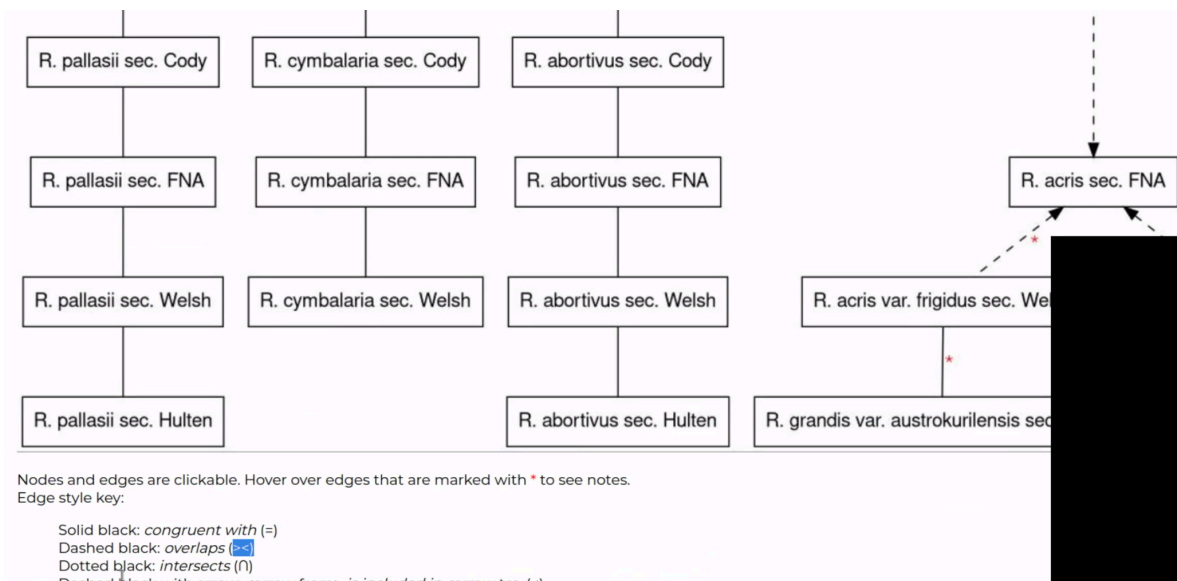 R. pallasii sec. Cody
R. cymbalaria sec. Cody
R. abortivus sec. Cody
R. pallasii sec. FNA
R. cymbalaria sec. FNA
R. abortivus sec. FNA
R. acris sec. FNA
*
R. pallasii sec. Welsh
R. cymbalaria sec. Welsh
R. abortivus sec. Welsh
R. acris var. frigidus sec.
*
R. pallasii sec. Hulten
R. abortivus sec. Hulten
R. grandis var. austrokurilensis sec
Nodes and edges are clickable. Hover over edges that are marked with * to see notes.
Edge style key:
Solid black: congruent with (=)
Dashed black: overlaps (><)
Dotted black: intersects (∩)